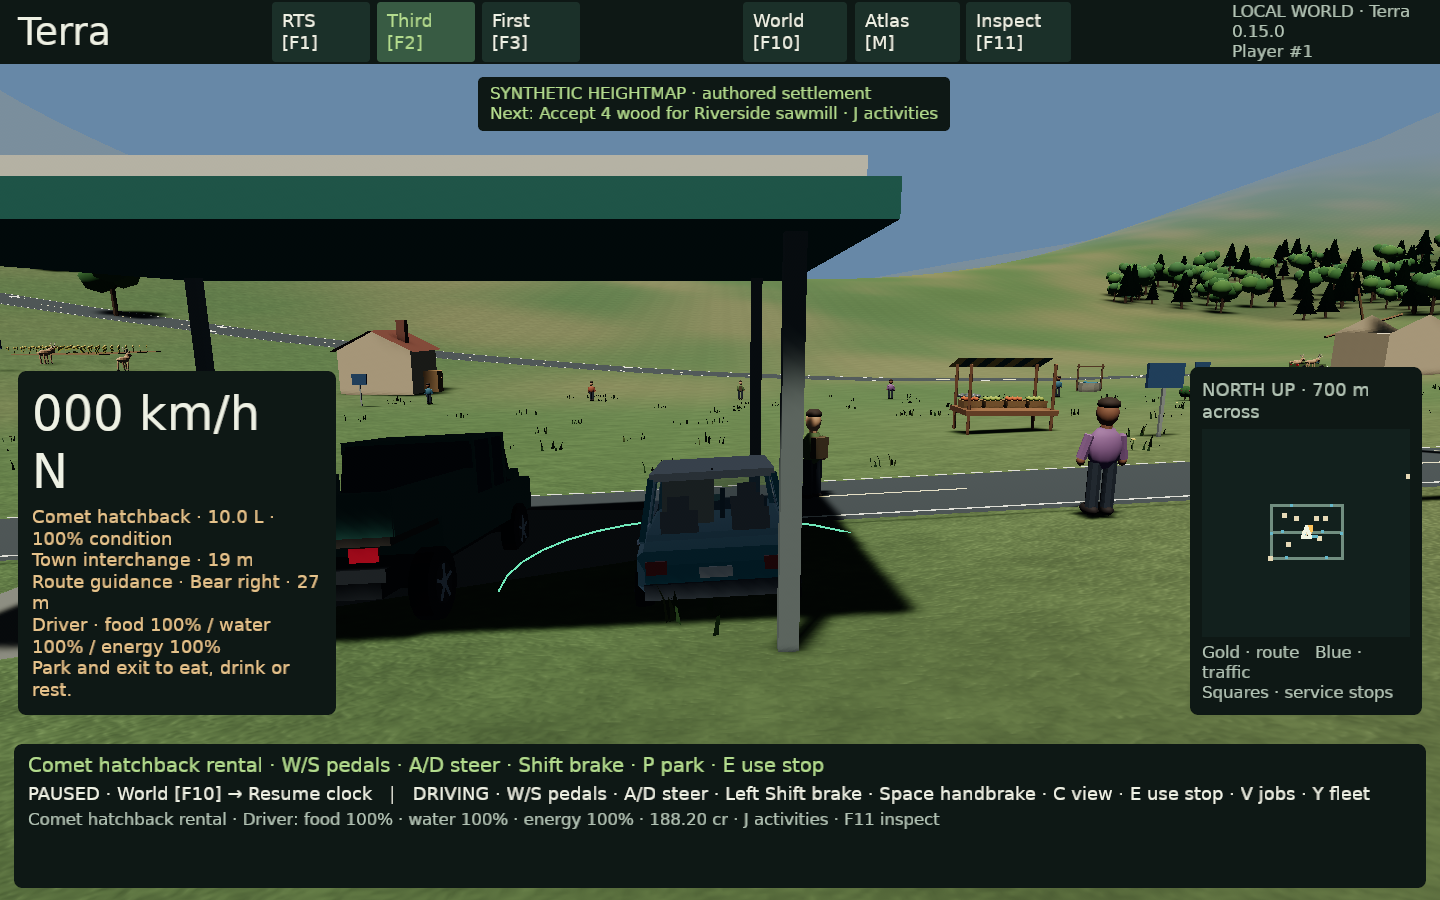 Terra
RTS
[F1]
Third
[F2]
First
[F3]
World
[F10]
Atlas
[M]
Inspect
[F11]
LOCAL WORLD · Terra
0.15.0
Player #1
SYNTHETIC HEIGHTMAP · authored settlement
Next: Accept 4 wood for Riverside sawmill · J activities
000 km/h
N
Comet hatchback · 10.0 L ·
100% condition
Town interchange · 19 m
Route guidance · Bear right · 27
m
Driver · food 100% / water
100% / energy 100%
Park and exit to eat, drink or
rest.
NORTH UP · 700 m
across
Gold · route   Blue ·
traffic
Squares · service stops
Comet hatchback rental · W/S pedals · A/D steer · Shift brake · P park · E use stop
PAUSED · World [F10] → Resume clock   |   DRIVING · W/S pedals · A/D steer · Left Shift brake · Space handbrake · C view · E use stop · V jobs · Y fleet
Comet hatchback rental · Driver: food 100% · water 100% · energy 100% · 188.20 cr · J activities · F11 inspect